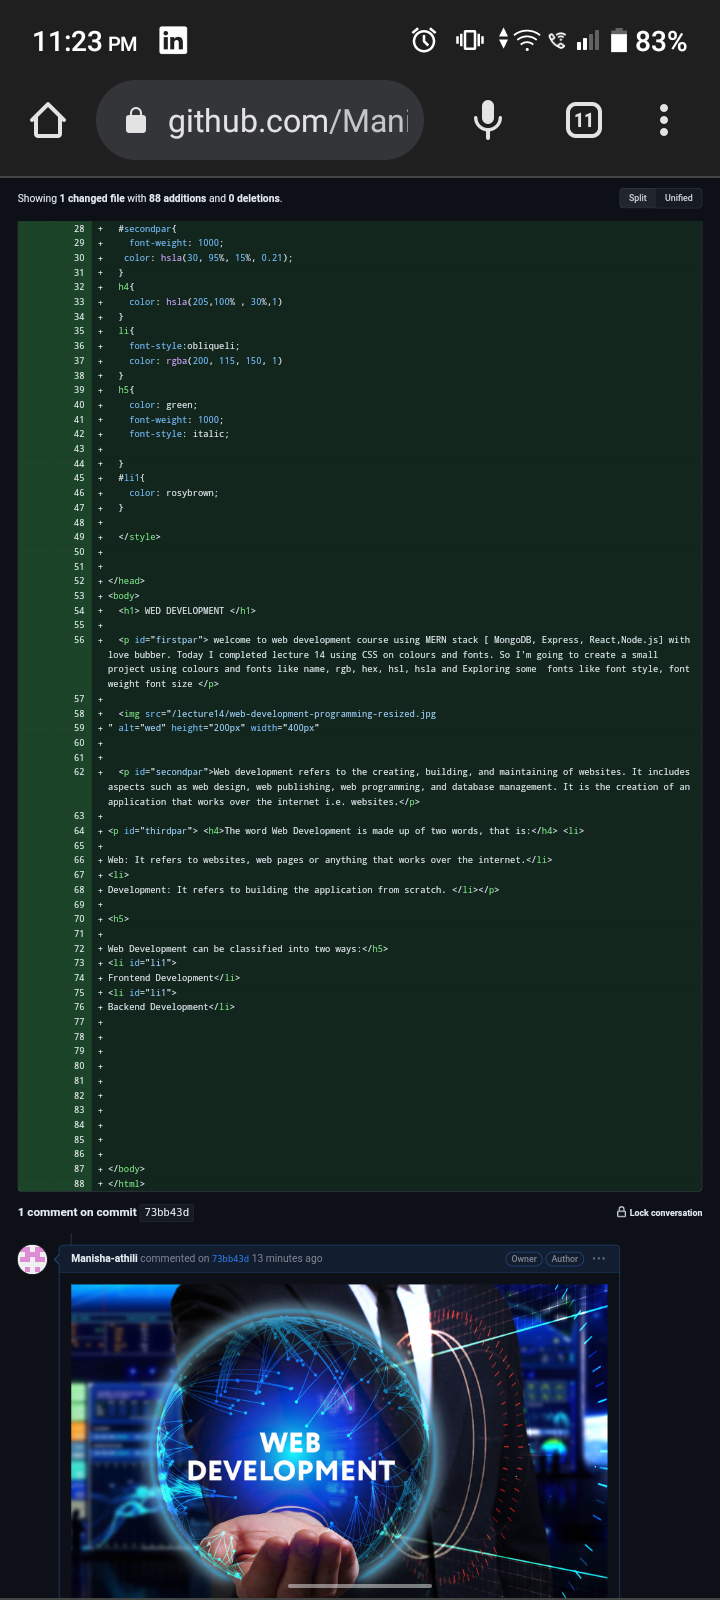 11:23 PM in 83%
github.com/Mani 11
Showing 1 changed file with 88 additions and 0 deletions. Split Unified
28 + #secondpar{
29 + font-weight: 1000;
30 + color: hsla(30, 95%, 15%, 0.21);
31 + }
32 + h4{
33 + color: hsla(205,100% , 30%,1)
34 + }
35 + li{
36 + font-style:obliqueli;
37 + color: rgba(200, 115, 150, 1)
38 + }
39 + h5{
40 + color: green;
41 + font-weight: 1000;
42 + font-style: italic;
43 +
44 + }
45 + #li1{
46 + color: rosybrown;
47 + }
48 +
49 + </style>
50 +
51 +
52 + </head>
53 + <body>
54 + <h1> WED DEVELOPMENT </h1>
55 +
56 + <p id="firstpar"> welcome to web development course using MERN stack [ MongoDB, Express, React,Node.js] with
love bubber. Today I completed lecture 14 using CSS on colours and fonts. So I'm going to create a small
project using colours and fonts like name, rgb, hex, hsl, hsla and Exploring some  fonts like font style, font
weight font size </p>
57 +
58 + <img src="/lecture14/web-development-programming-resized.jpg
59 + " alt="wed" height="200px" width="400px"
60 +
61 +
62 + <p id="secondpar">Web development refers to the creating, building, and maintaining of websites. It includes
aspects such as web design, web publishing, web programming, and database management. It is the creation of an
application that works over the internet i.e. websites.</p>
63 +
64 + <p id="thirdpar"> <h4>The word Web Development is made up of two words, that is:</h4> <li>
65 +
66 + Web: It refers to websites, web pages or anything that works over the internet.</li>
67 + <li>
68 + Development: It refers to building the application from scratch. </li></p>
69 +
70 + <h5>
71 +
72 + Web Development can be classified into two ways:</h5>
73 + <li id="li1">
74 + Frontend Development</li>
75 + <li id="li1">
76 + Backend Development</li>
77 +
78 +
79 +
80 +
81 +
82 +
83 +
84 +
85 +
86 +
87 + </body>
88 + </html>
1 comment on commit 73bb43d Lock conversation
Manisha-athili commented on 73bb43d 13 minutes ago Owner Author ...
WEB
DEVELOPMENT